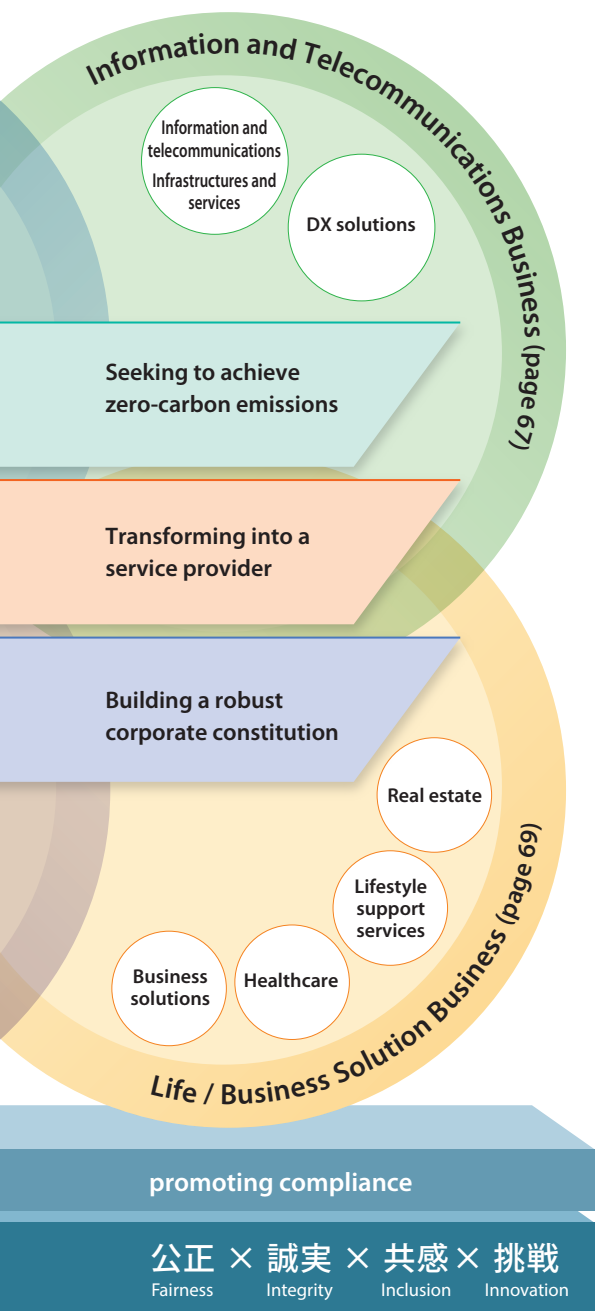 Information and Telecommunications Business (page 67)
Information and
telecommunications
Infrastructures and
services
DX solutions
Seeking to achieve
zero-carbon emissions
Transforming into a
service provider
Building a robust
corporate constitution
Real estate
Lifestyle
support
services
Healthcare
Business
solutions
Life / Business Solution Business (page 69)
promoting compliance
公正 × 誠実 × 共感 × 挑戦
Fairness Integrity Inclusion Innovation